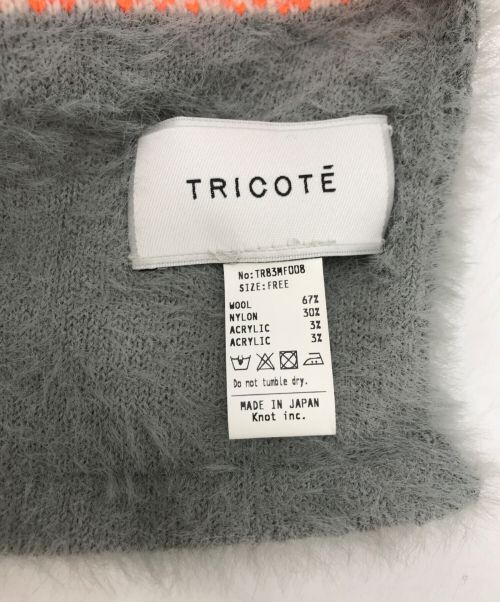 TRICOTĒ
No:TR83MF008
SIZE:FREE
WOOL 67%
NYLON 30%
ACRYLIC 3%
ACRYLIC 3%
Do not tumble dry.
MADE IN JAPAN
Knot inc.